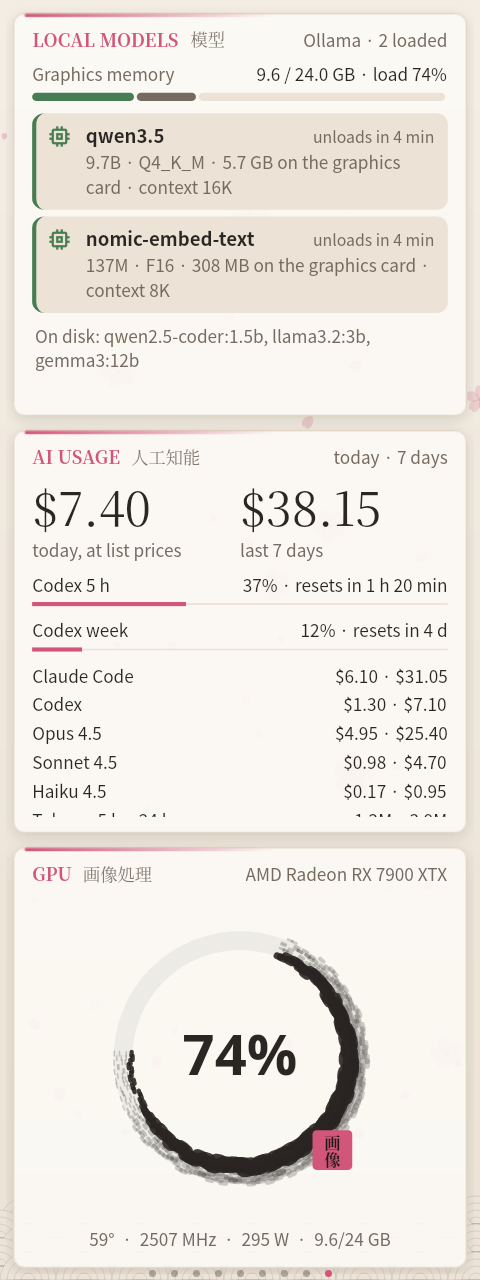 LOCAL MODELS 模型 Ollama · 2 loaded
Graphics memory 9.6 / 24.0 GB · load 74%
qwen3.5 unloads in 4 min
9.7B · Q4_K_M · 5.7 GB on the graphics
card · context 16K
nomic-embed-text unloads in 4 min
137M · F16 · 308 MB on the graphics card ·
context 8K
On disk: qwen2.5-coder:1.5b, llama3.2:3b,
gemma3:12b
AI USAGE 人工知能 today · 7 days
$7.40 $38.15
today, at list prices last 7 days
Codex 5 h 37% · resets in 1 h 20 min
Codex week 12% · resets in 4 d
Claude Code $6.10 · $31.05
Codex $1.30 · $7.10
Opus 4.5 $4.95 · $25.40
Sonnet 4.5 $0.98 · $4.70
Haiku 4.5 $0.17 · $0.95
GPU 画像処理 AMD Radeon RX 7900 XTX
74%
画
像
59° · 2507 MHz · 295 W · 9.6/24 GB